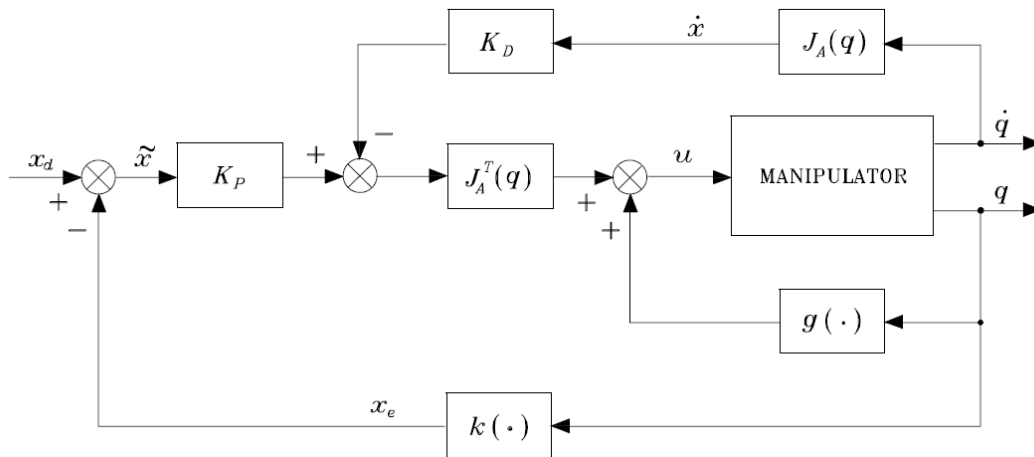 ẋ
K_D
J_A(q)
−
q̇
x_d
x̃
+
u
K_P
J_A^T(q)
MANIPULATOR
+
−
+
q
+
g(·)
x_e
k(·)